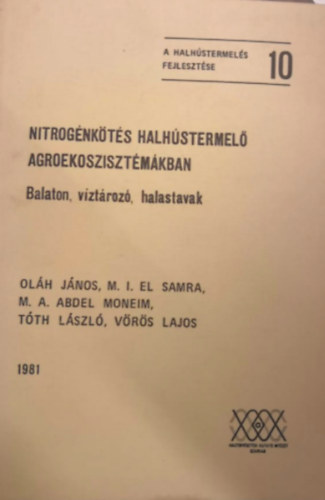 A HALHÚSTERMELÉS
FEJLESZTÉSE
10
NITROGÉNKÖTÉS HALHÚSTERMELŐ
AGROEKOSZISZTÉMÁKBAN
Balaton, víztározó, halastavak
OLÁH JÁNOS, M. I. EL SAMRA,
M. A. ABDEL MONEIM,
TÓTH LÁSZLÓ, VÖRÖS LAJOS
1981